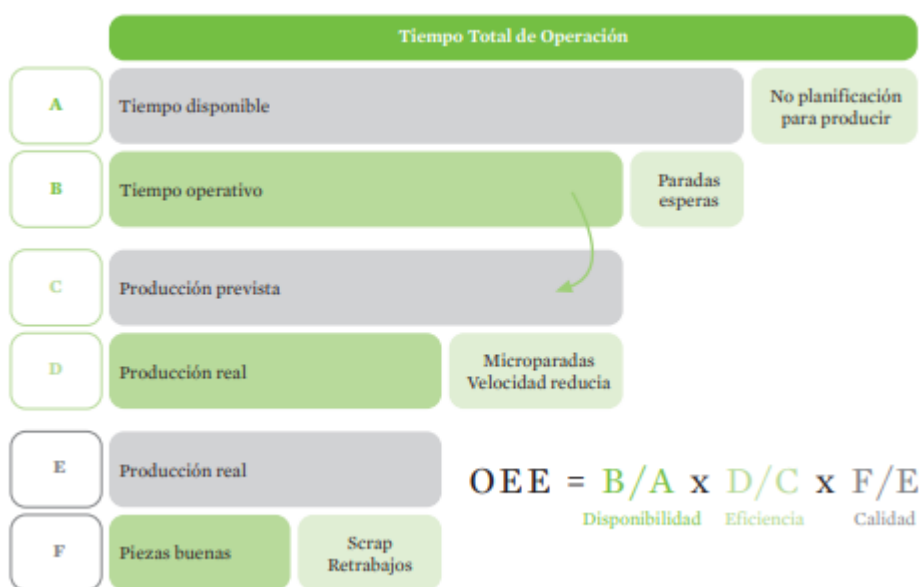 Tiempo Total de Operación
A
Tiempo disponible
No planificación
para producir
B
Tiempo operativo
Paradas
esperas
C
Producción prevista
D
Producción real
Microparadas
Velocidad reducia
E
Producción real
OEE = B/A x D/C x F/E
Disponibilidad Eficiencia Calidad
F
Piezas buenas
Scrap
Retrabajos